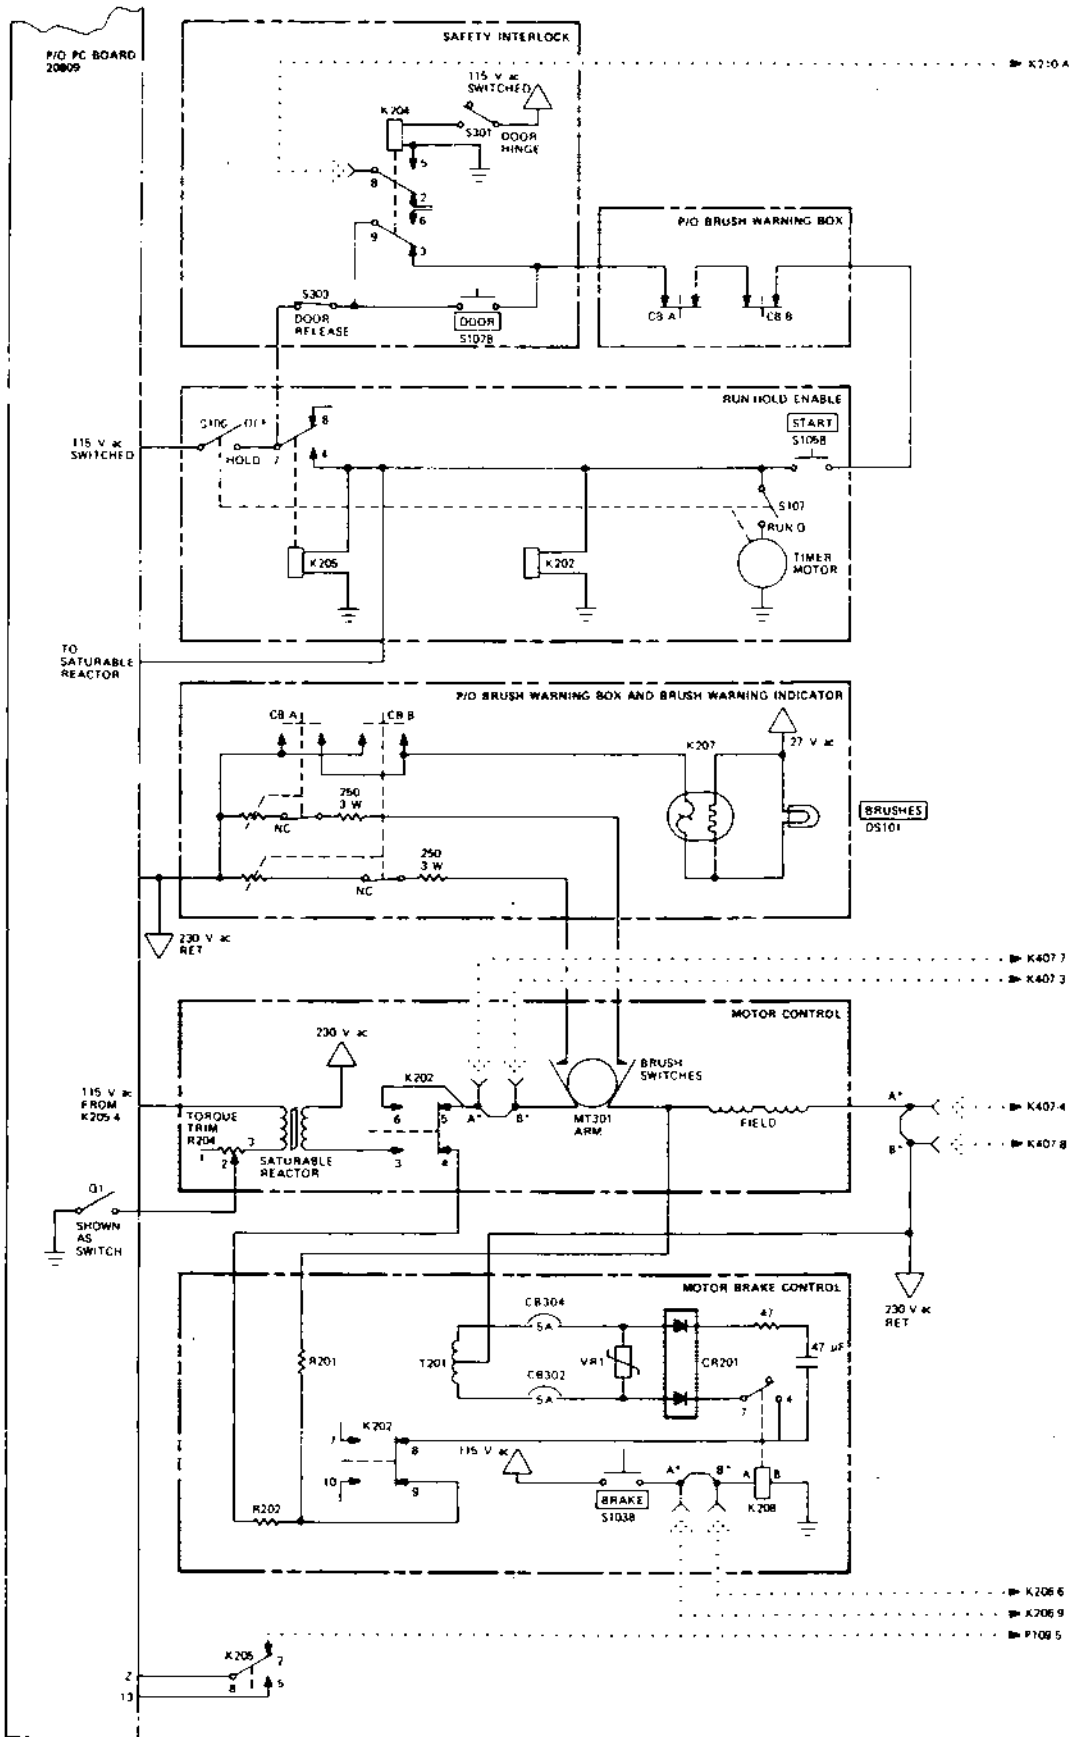 P/O PC BOARD
20809
SAFETY INTERLOCK
K210 A
115 V ac
SWITCHED
K204
S301
DOOR
HINGE
5
8
2
6
9
3
S303
DOOR
RELEASE
DOOR
S107B
P/O BRUSH WARNING BOX
CB A
CB B
RUN HOLD ENABLE
S106
OFF
8
START
S105B
115 V ac
SWITCHED
HOLD
7
4
S107
RUN O
K205
K202
TIMER
MOTOR
TO
SATURABLE
REACTOR
P/O BRUSH WARNING BOX AND BRUSH WARNING INDICATOR
CB A
CB B
K207
27 V ac
250
3 W
NC
BRUSHES
DS101
250
3 W
NC
230 V ac
RET
K407 7
K407 3
MOTOR CONTROL
230 V ac
K202
BRUSH
SWITCHES
115 V ac
FROM
K205 4
TORQUE
TRIM
R204
1
2
3
SATURABLE
REACTOR
6
5
3
4
A*
B*
MT301
ARM
FIELD
A*
K407-4
B*
K407 8
Q1
SHOWN
AS
SWITCH
MOTOR BRAKE CONTROL
230 V ac
RET
CB304
5A
47
R201
T201
VR1
CR201
47 µF
CB302
5A
7
4
K202
7
8
10
9
115 V ac
BRAKE
S103B
A*
B*
A
B
K208
R202
K206 6
K206 9
P109 5
K205
7
2
8
5
13